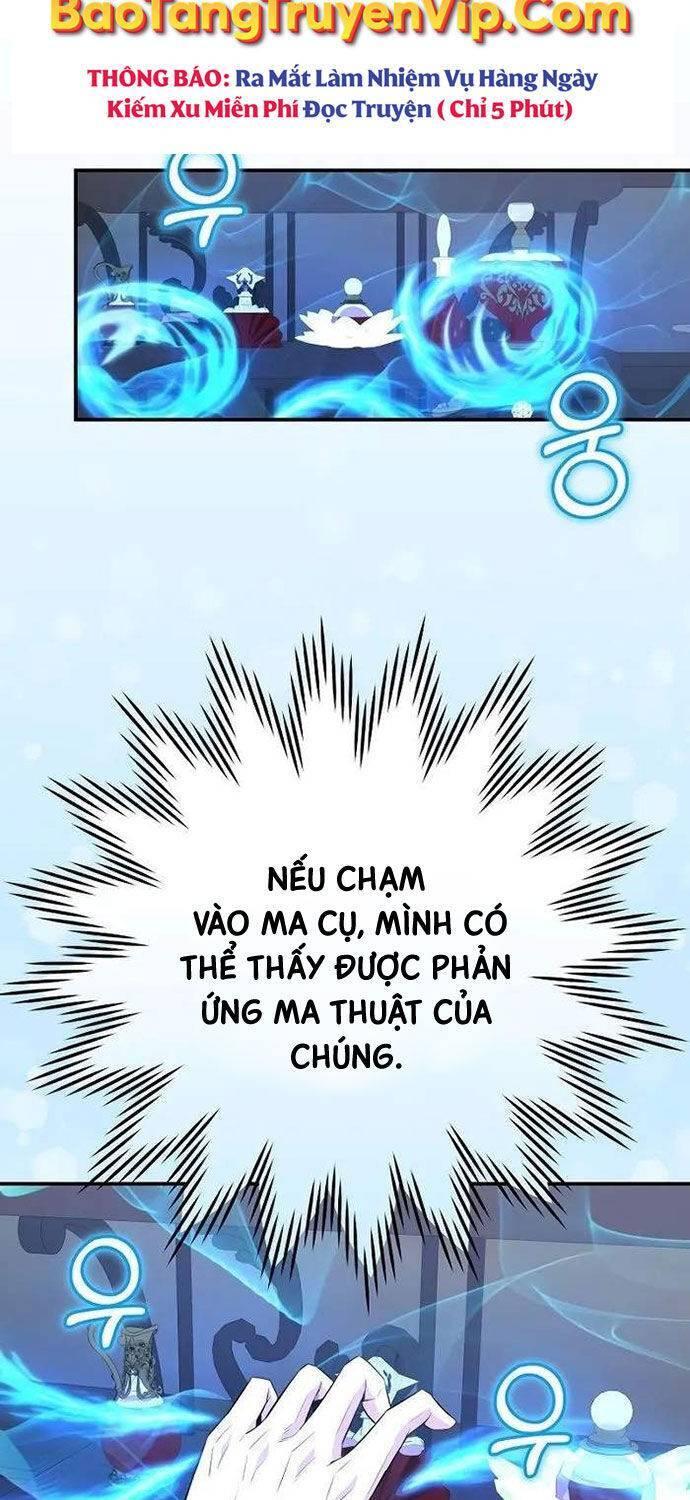 BaoTangTruyenVip.Com
THÔNG BÁO: Ra Mắt Làm Nhiệm Vụ Hàng Ngày
Kiếm Xu Miễn Phí Đọc Truyện ( Chỉ 5 Phút)
우
웅
NẾU CHẠM
VÀO MA CỤ, MÌNH CÓ
THỂ THẤY ĐƯỢC PHẢN
ỨNG MA THUẬT CỦA
CHÚNG.
우
우